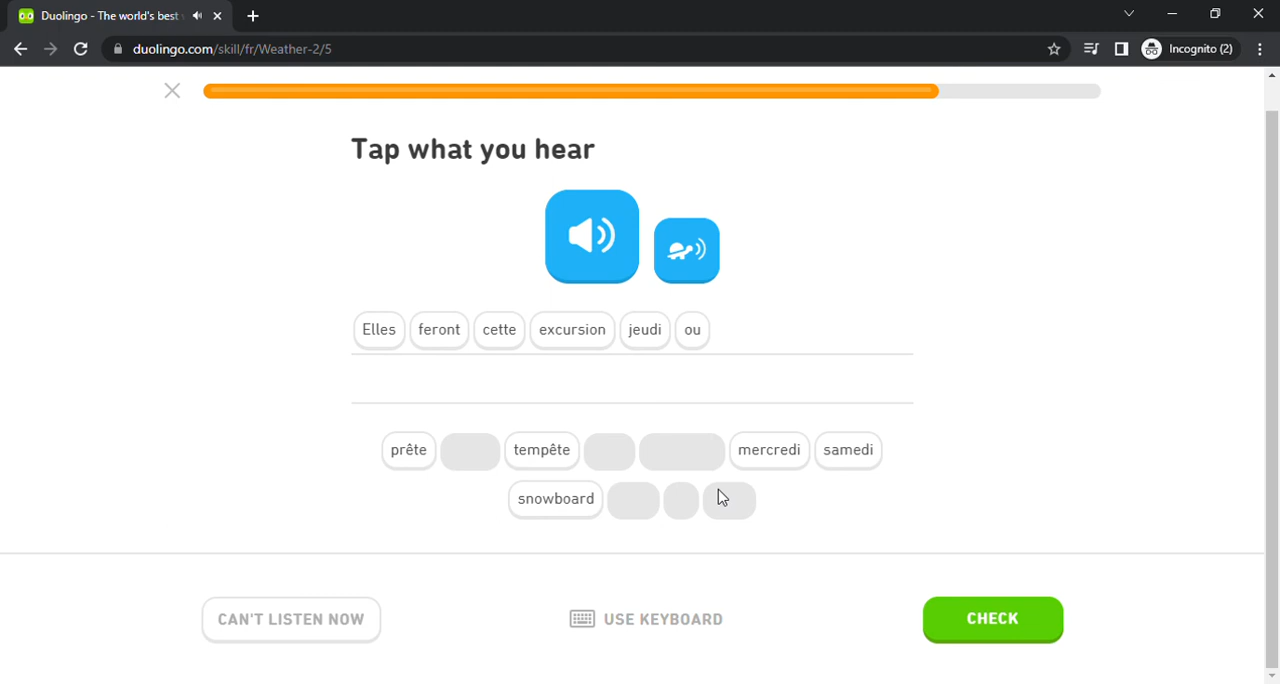 Duolingo - The world's best
duolingo.com/skill/fr/Weather-2/5
Incognito (2)
Tap what you hear
Elles feront cette excursion jeudi ou
prête tempête mercredi samedi
snowboard
CAN'T LISTEN NOW USE KEYBOARD CHECK